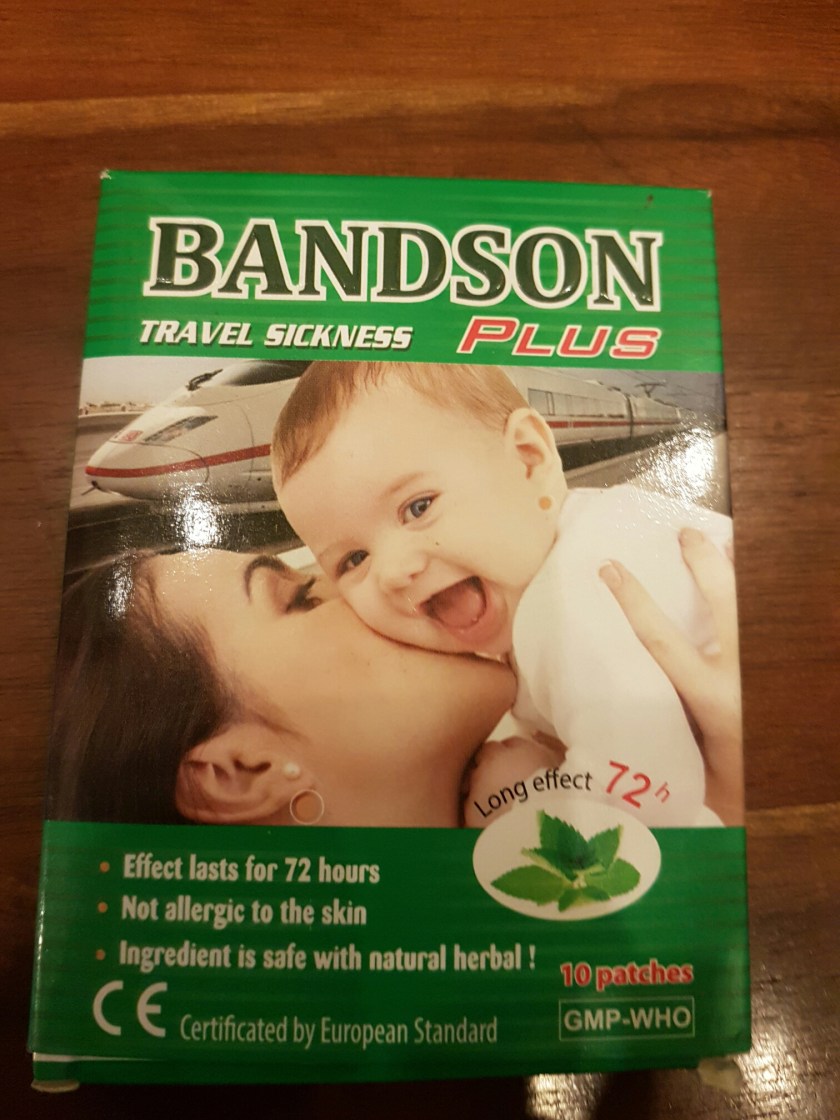 BANDSON
TRAVEL SICKNESS PLUS
Long effect 72h
• Effect lasts for 72 hours
• Not allergic to the skin
• Ingredient is safe with natural herbal !
10 patches
CE Certificated by European Standard
GMP-WHO